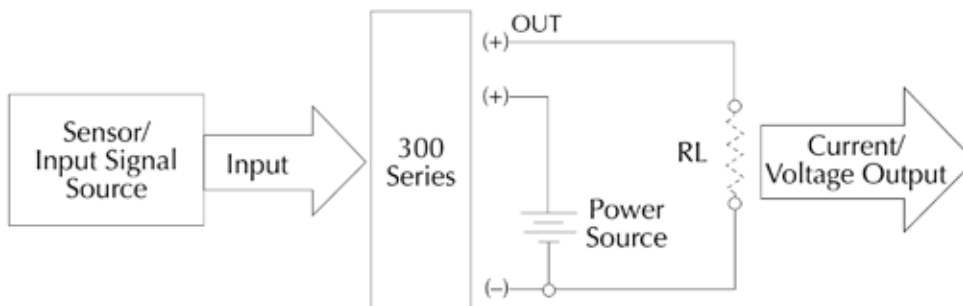 Sensor/
Input Signal
Source
Input
300
Series
(+) OUT
(+)
(–)
Power
Source
RL
Current/
Voltage Output